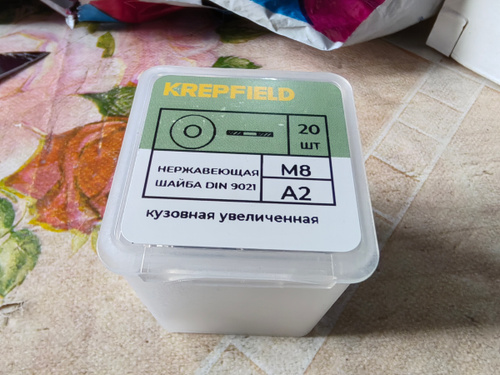 KREPFIELD
20
ШТ
НЕРЖАВЕЮЩАЯ
ШАЙБА DIN 9021
M8
A2
кузовная увеличенная